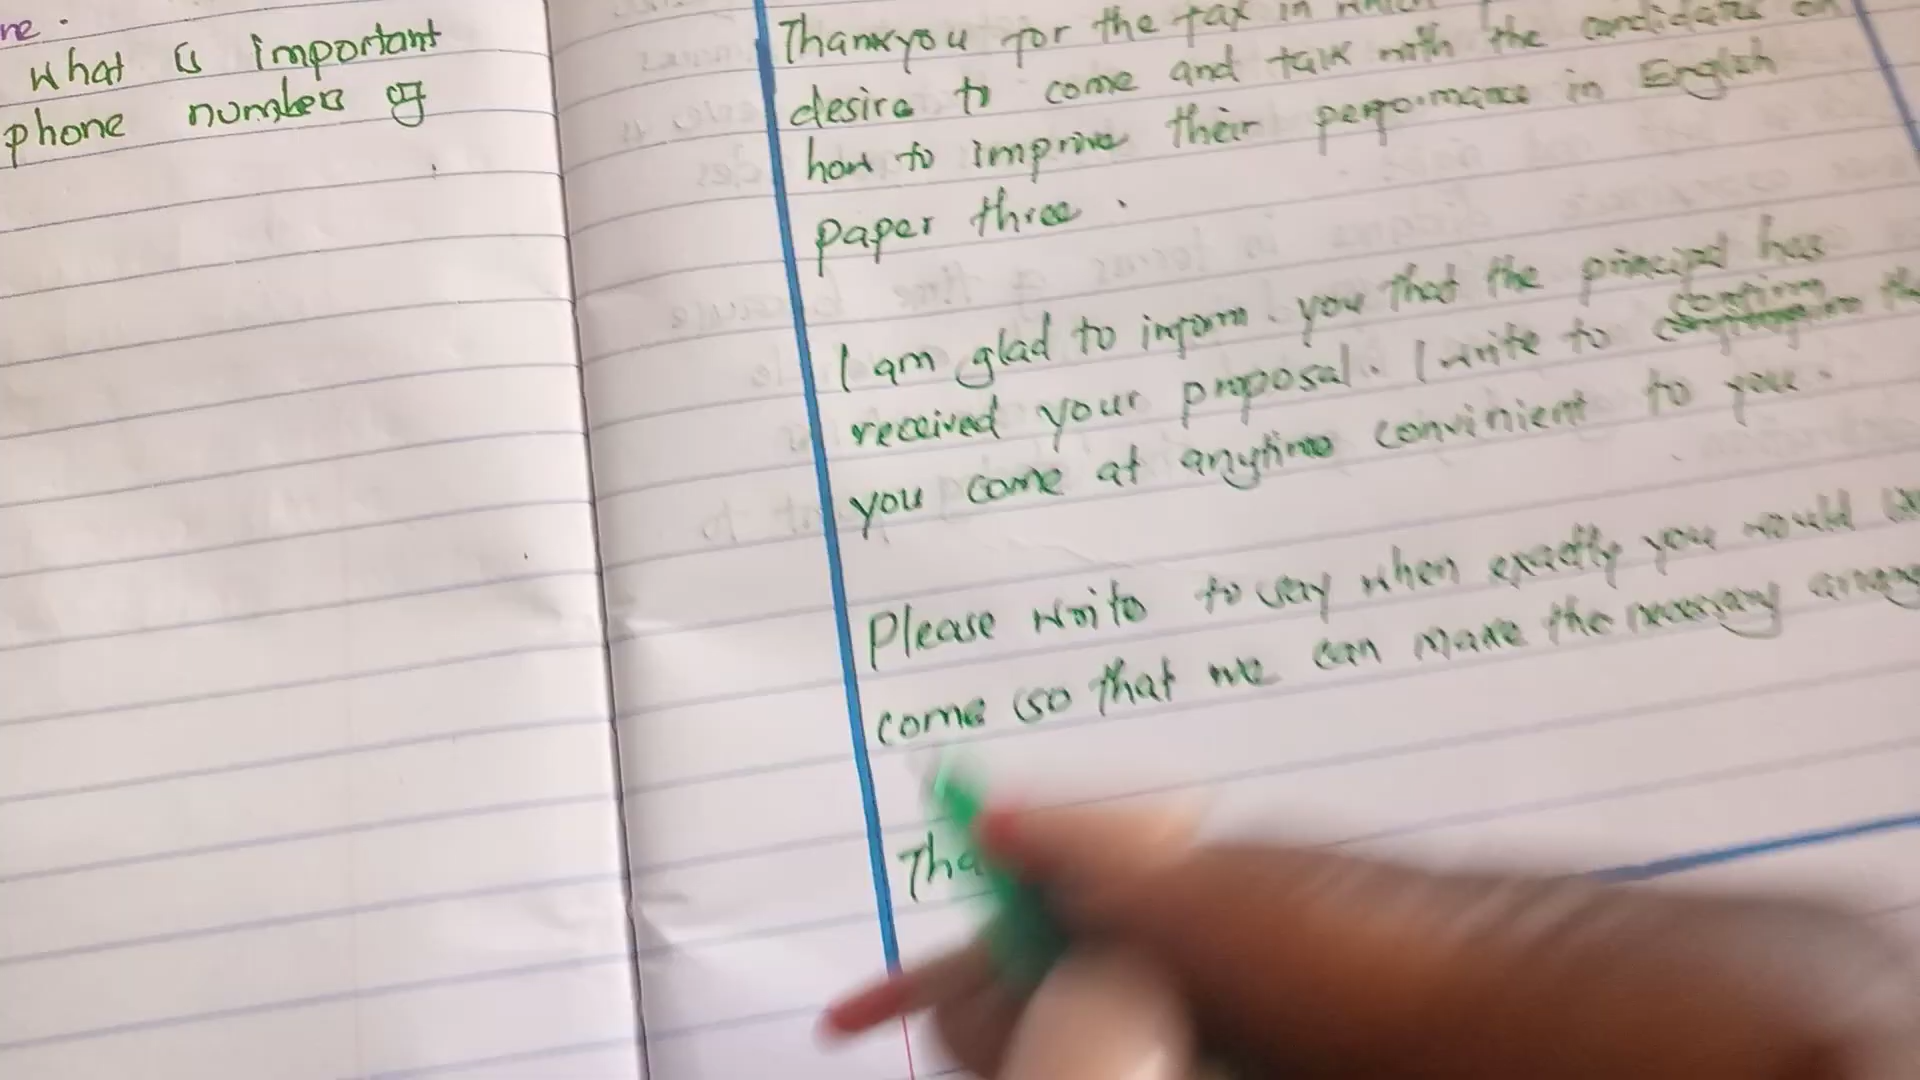 ne.
What is important
phone numbers of
Thankyou for the fax in which
desire to come and talk with the candidates on
how to improve their performance in English
paper three.
I am glad to inform you that the principal has
received your proposal. I write to confirm
you come at anytime convinient to you.
Please write to say when exactly you would
come so that we can make the necessary
Tha